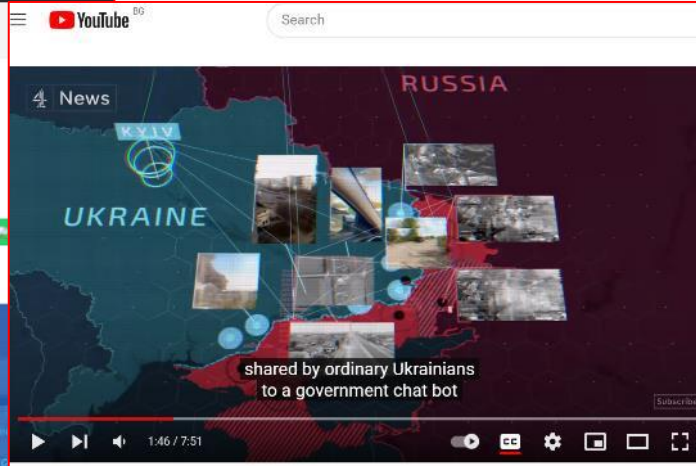 YouTube BG
Search
4 News
RUSSIA
KYIV
UKRAINE
shared by ordinary Ukrainians
to a government chat bot
Subscribe
1:46 / 7:51
CC